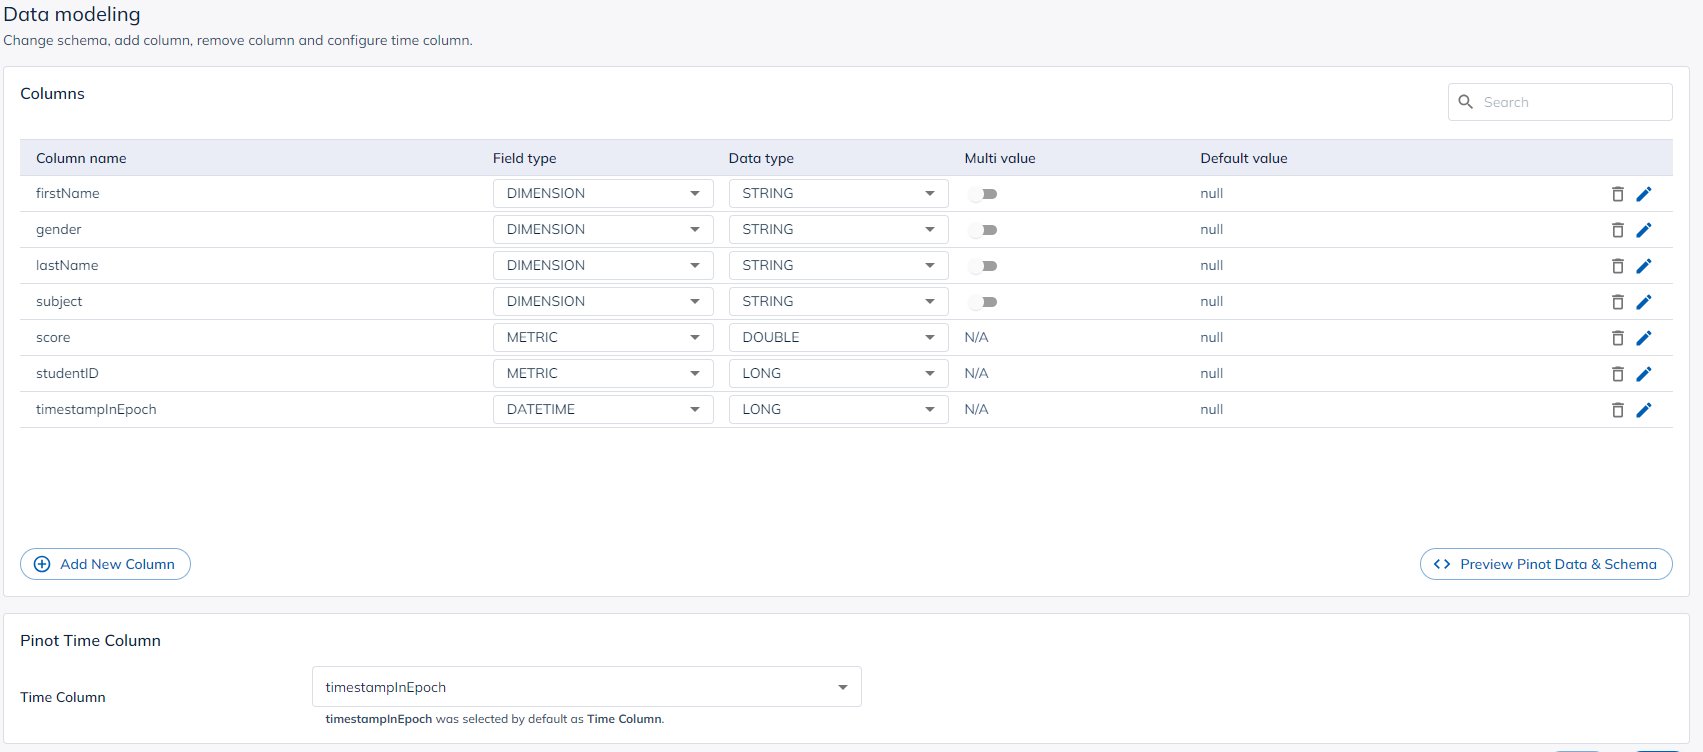 Data modeling
Change schema, add column, remove column and configure time column.
Columns
Search
Column name Field type Data type Multi value Default value
firstName DIMENSION STRING null
gender DIMENSION STRING null
lastName DIMENSION STRING null
subject DIMENSION STRING null
score METRIC DOUBLE N/A null
studentID METRIC LONG N/A null
timestampInEpoch DATETIME LONG N/A null
Add New Column
Preview Pinot Data & Schema
Pinot Time Column
Time Column
timestampInEpoch
timestampInEpoch was selected by default as Time Column.